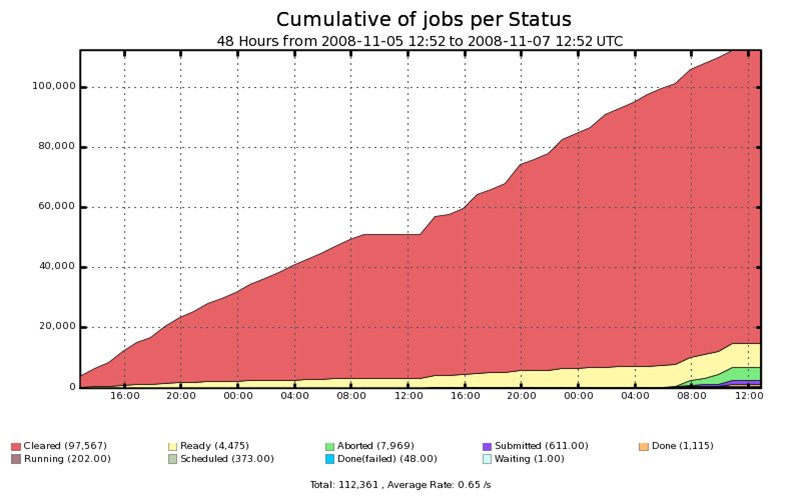 Cumulative of jobs per Status
48 Hours from 2008-11-05 12:52 to 2008-11-07 12:52 UTC
100,000
80,000
60,000
40,000
20,000
0
16:00 20:00 00:00 04:00 08:00 12:00 16:00 20:00 00:00 04:00 08:00 12:00
Cleared (97,567) Ready (4,475) Aborted (7,969) Submitted (611.00) Done (1,115)
Running (202.00) Scheduled (373.00) Done(failed) (48.00) Waiting (1.00)
Total: 112,361 , Average Rate: 0.65 /s